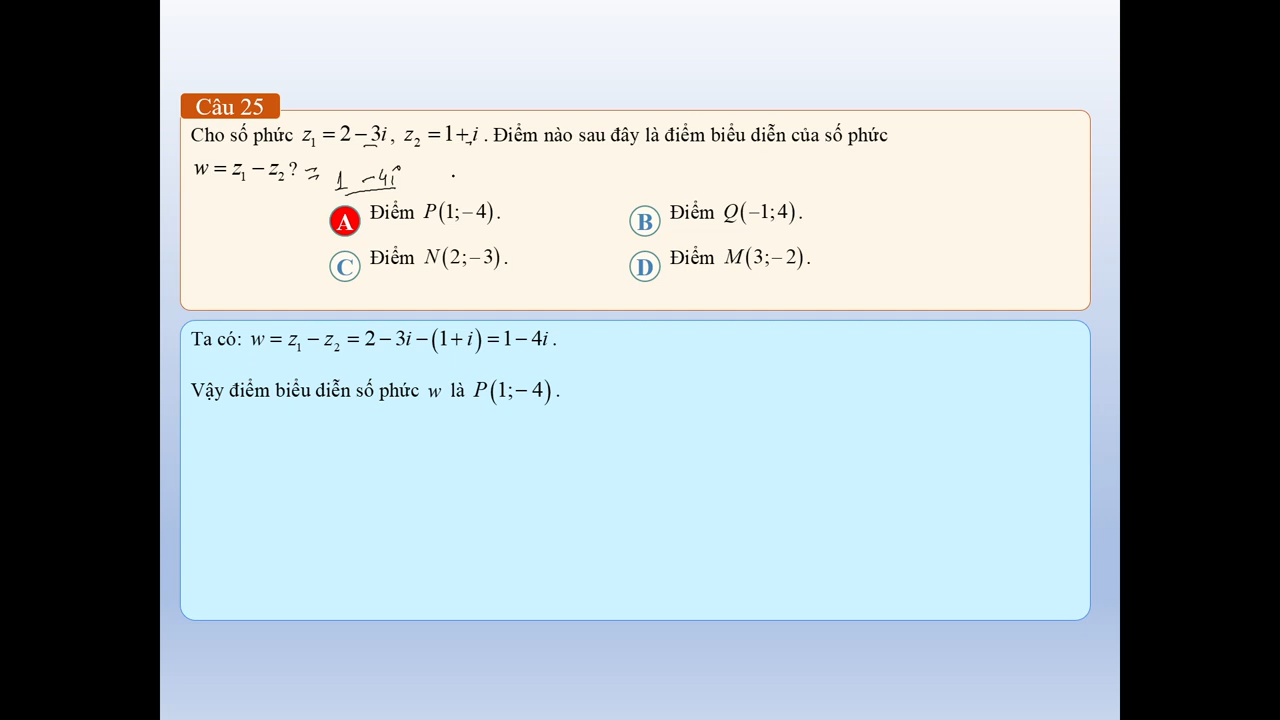 Câu 25
Cho số phức z₁ = 2 − 3i, z₂ = 1 + i. Điểm nào sau đây là điểm biểu diễn của số phức
w = z₁ − z₂? = 1 − 4i
A Điểm P(1;−4). B Điểm Q(−1;4).
C Điểm N(2;−3). D Điểm M(3;−2).
Ta có: w = z₁ − z₂ = 2 − 3i − (1 + i) = 1 − 4i.
Vậy điểm biểu diễn số phức w là P(1;−4).